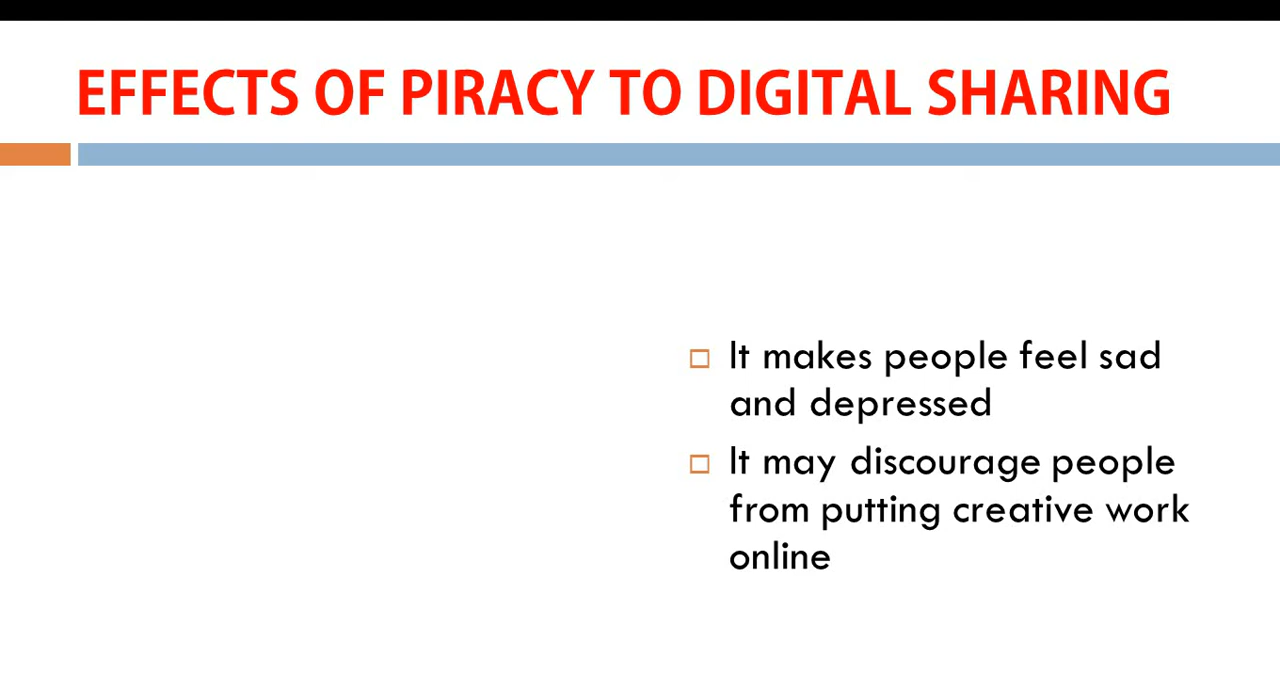 EFFECTS OF PIRACY TO DIGITAL SHARING
It makes people feel sad
and depressed
It may discourage people
from putting creative work
online